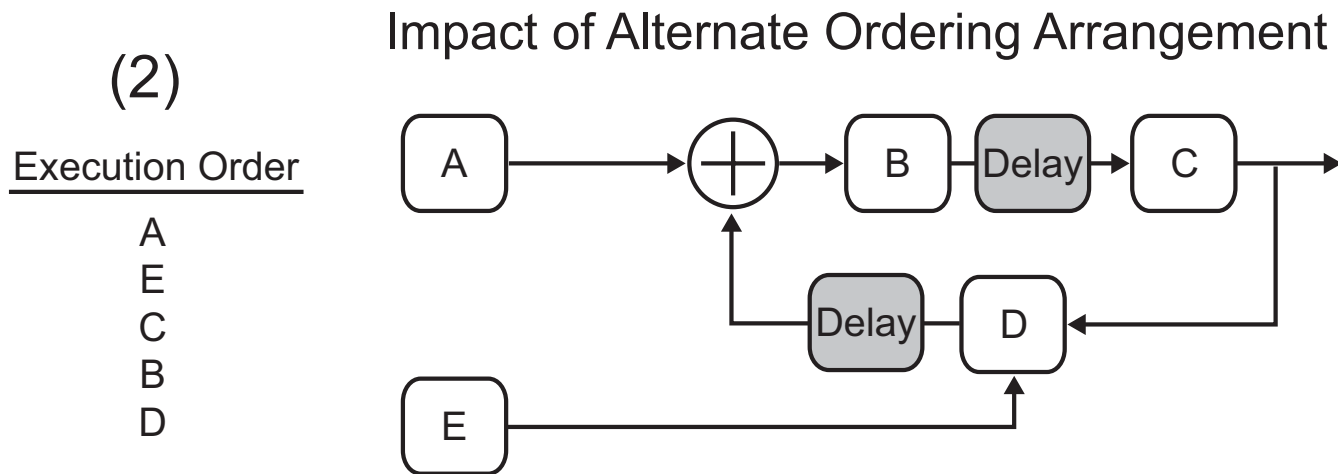 Impact of Alternate Ordering Arrangement
(2)
Execution Order
A
E
C
B
D
A
B
Delay
C
Delay
D
E